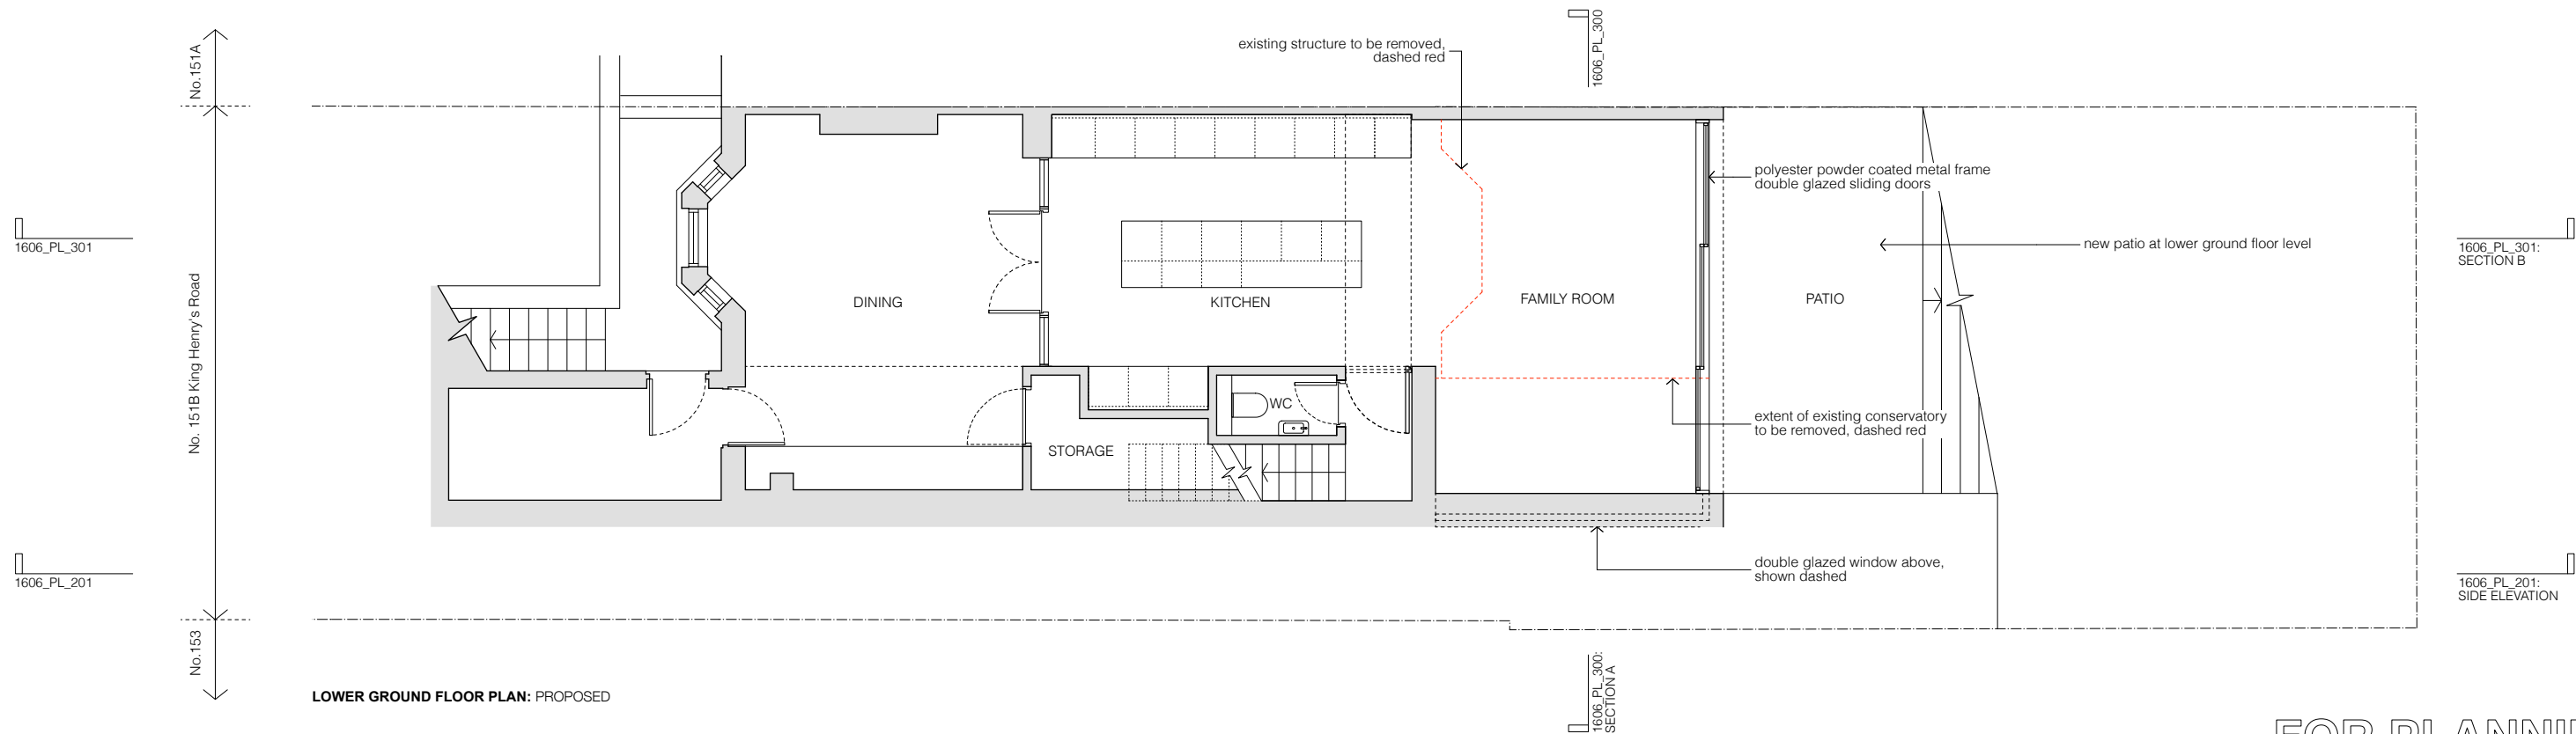 1606_PL_300
existing structure to be removed,
dashed red
No.151A
polyester powder coated metal frame
double glazed sliding doors
1606_PL_301
new patio at lower ground floor level
1606_PL_301:
SECTION B
No. 151B King Henry's Road
DINING
KITCHEN
FAMILY ROOM
PATIO
WC
extent of existing conservatory
to be removed, dashed red
STORAGE
double glazed window above,
shown dashed
1606_PL_201
1606_PL_201:
SIDE ELEVATION
No.153
1606_PL_300:
SECTION A
LOWER GROUND FLOOR PLAN: PROPOSED